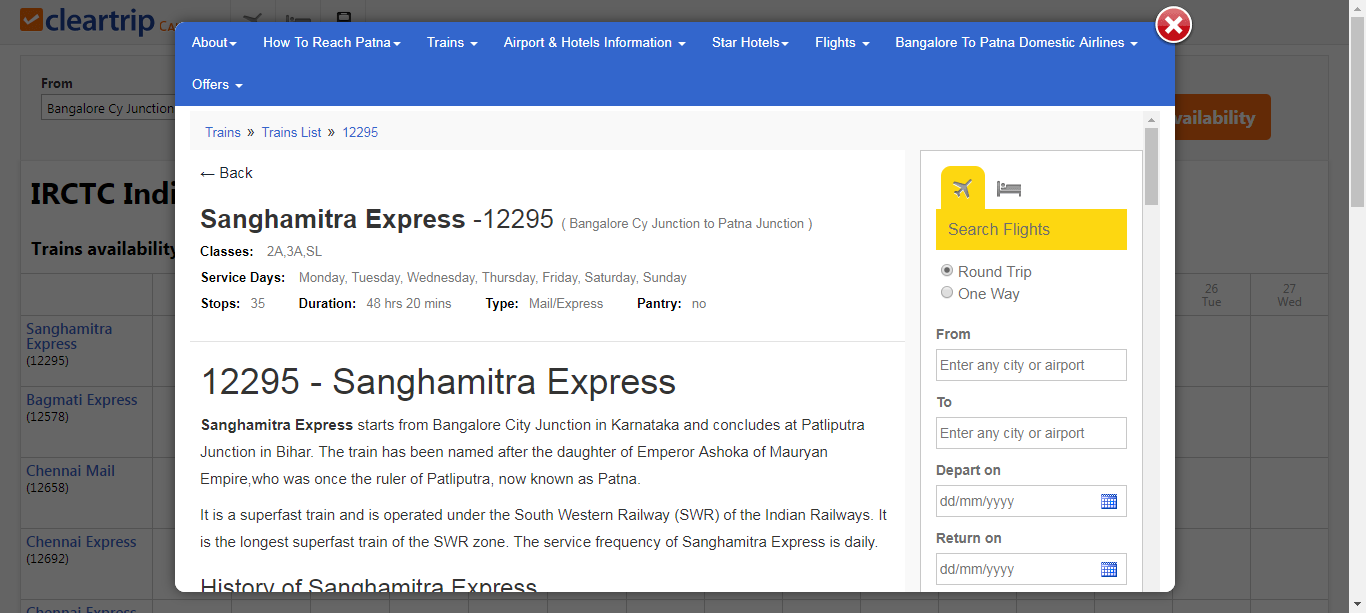 cleartrip
About
How To Reach Patna
Trains
Airport & Hotels Information
Star Hotels
Flights
Bangalore To Patna Domestic Airlines
Offers
From
Bangalore Cy Junction
vailability
IRCTC Indi
Trains availability
26
Tue
27
Wed
Sanghamitra
Express
(12295)
Bagmati Express
(12578)
Chennai Mail
(12658)
Chennai Express
(12692)
Chennai Express
Trains » Trains List » 12295
← Back
Sanghamitra Express -12295 ( Bangalore Cy Junction to Patna Junction )
Classes: 2A,3A,SL
Service Days: Monday, Tuesday, Wednesday, Thursday, Friday, Saturday, Sunday
Stops: 35 Duration: 48 hrs 20 mins Type: Mail/Express Pantry: no
12295 - Sanghamitra Express
Sanghamitra Express starts from Bangalore City Junction in Karnataka and concludes at Patliputra
Junction in Bihar. The train has been named after the daughter of Emperor Ashoka of Mauryan
Empire,who was once the ruler of Patliputra, now known as Patna.
It is a superfast train and is operated under the South Western Railway (SWR) of the Indian Railways. It
is the longest superfast train of the SWR zone. The service frequency of Sanghamitra Express is daily.
History of Sanghamitra Express
Search Flights
Round Trip
One Way
From
Enter any city or airport
To
Enter any city or airport
Depart on
dd/mm/yyyy
Return on
dd/mm/yyyy